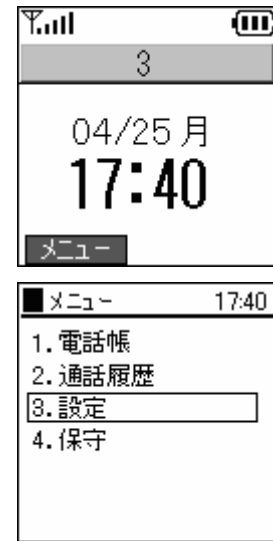 3
04/25 月
17:40
メニュー
メニュー 17:40
1. 電話帳
2. 通話履歴
3. 設定
4. 保守